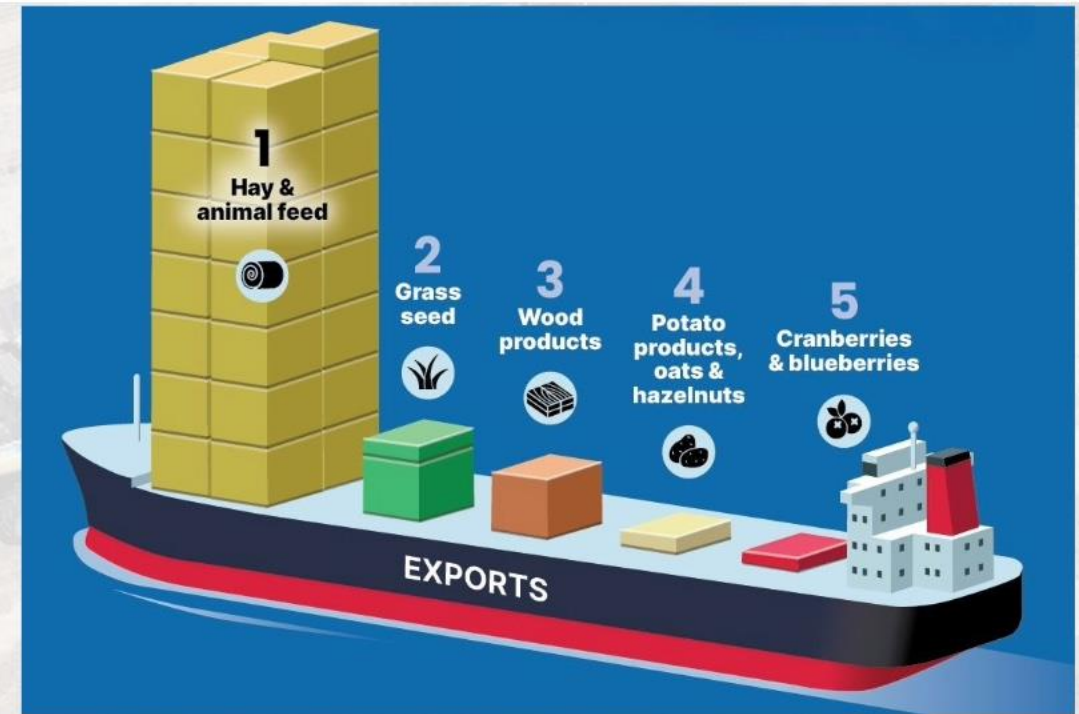 1
Hay &
animal feed
2
Grass
seed
3
Wood
products
4
Potato
products,
oats &
hazelnuts
5
Cranberries
& blueberries
EXPORTS